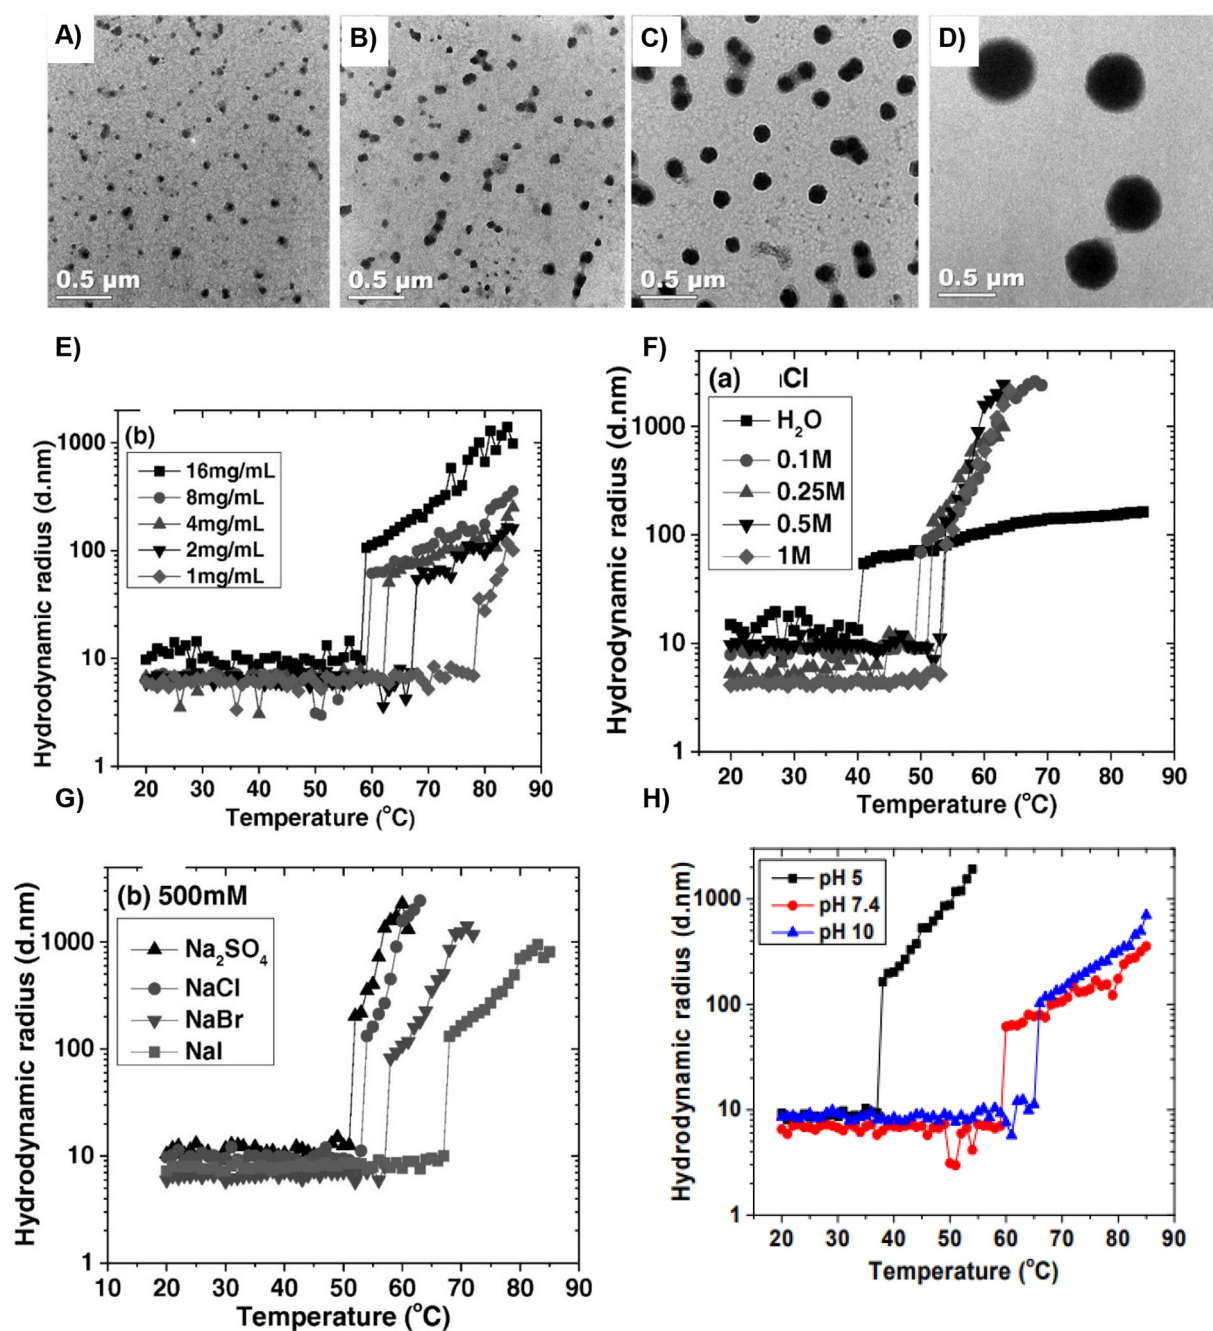 A)
B)
C)
D)
0.5 µm
0.5 µm
0.5 µm
0.5 µm
E)
(b)
16mg/mL
8mg/mL
4mg/mL
2mg/mL
1mg/mL
Hydrodynamic radius (d.nm)
1000
100
10
1
20 30 40 50 60 70 80 90
Temperature (°C)
F)
(a) Cl
H₂O
0.1M
0.25M
0.5M
1M
Hydrodynamic radius (d.nm)
1000
100
10
1
20 30 40 50 60 70 80 90
Temperature (°C)
G)
(b) 500mM
Na₂SO₄
NaCl
NaBr
NaI
Hydrodynamic radius (d.nm)
1000
100
10
1
10 20 30 40 50 60 70 80 90
Temperature (°C)
H)
pH 5
pH 7.4
pH 10
Hydrodynamic radius (d.nm)
1000
100
10
1
20 30 40 50 60 70 80 90
Temperature (°C)